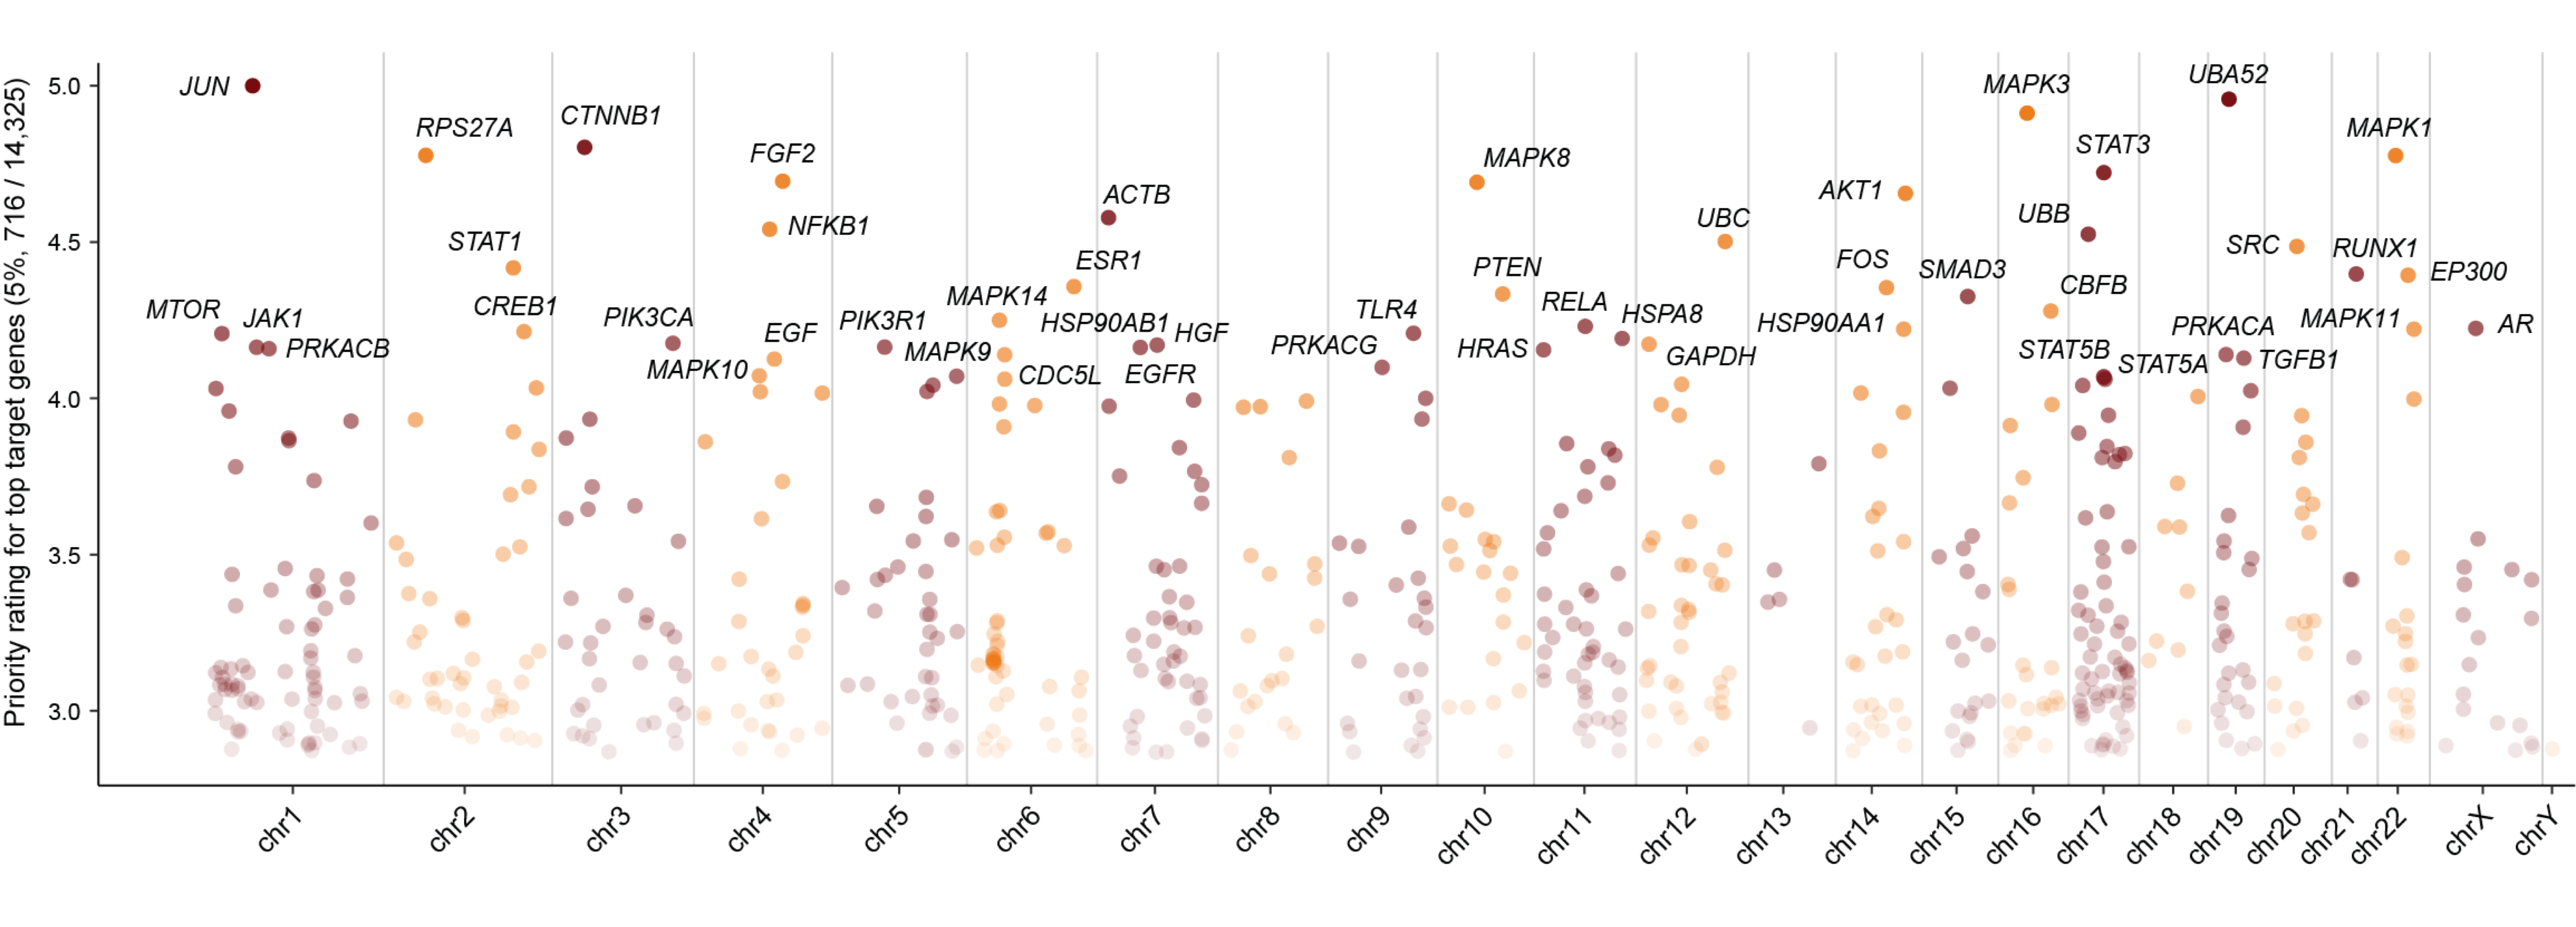 Priority rating for top target genes (5%, 716 / 14,325)
5.0
4.5
4.0
3.5
3.0
JUN
MTOR
JAK1
PRKACB
RPS27A
STAT1
CREB1
CTNNB1
PIK3CA
FGF2
NFKB1
EGF
MAPK10
PIK3R1
MAPK9
MAPK14
ESR1
CDC5L
HSP90AB1
ACTB
HGF
EGFR
TLR4
PRKACG
MAPK8
PTEN
RELA
HRAS
HSPA8
UBC
GAPDH
AKT1
FOS
HSP90AA1
SMAD3
MAPK3
CBFB
STAT3
UBB
STAT5B
STAT5A
UBA52
PRKACA
TGFB1
SRC
RUNX1
MAPK1
EP300
MAPK11
AR
chr1
chr2
chr3
chr4
chr5
chr6
chr7
chr8
chr9
chr10
chr11
chr12
chr13
chr14
chr15
chr16
chr17
chr18
chr19
chr20
chr21
chr22
chrX
chrY